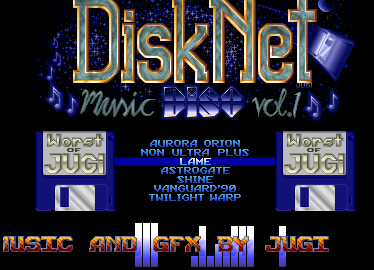 DiskNet
JUGI
Music Disc vol.1
Worst OF JUGI
AURORA ORION
NON ULTRA PLUS
LAME
ASTROGATE
SHINE
VANGUARD'90
TWILIGHT WARP
Worst OF JUGI
MUSIC AND GFX BY JUGI